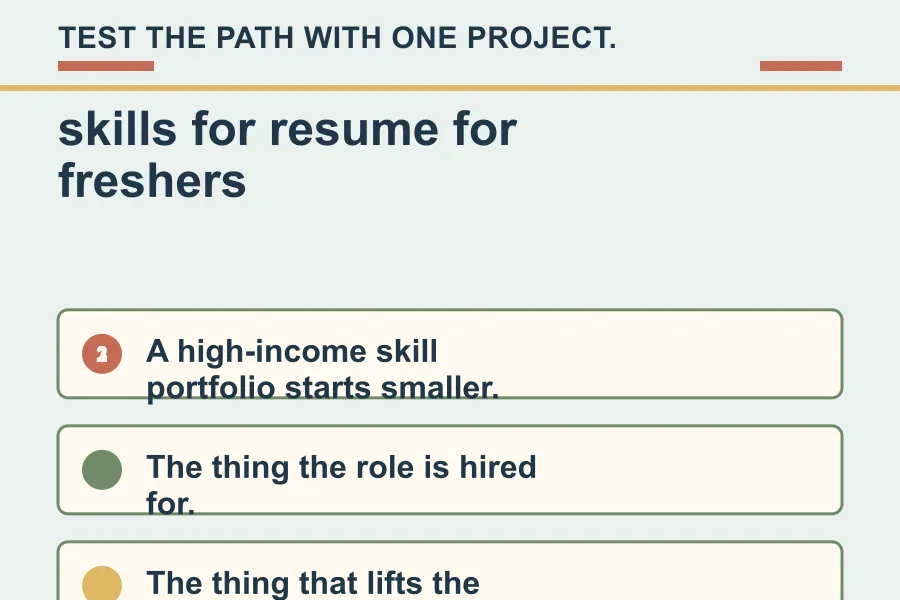 TEST THE PATH WITH ONE PROJECT.
skills for resume for
freshers
A high-income skill
portfolio starts smaller.
The thing the role is hired
for.
The thing that lifts the